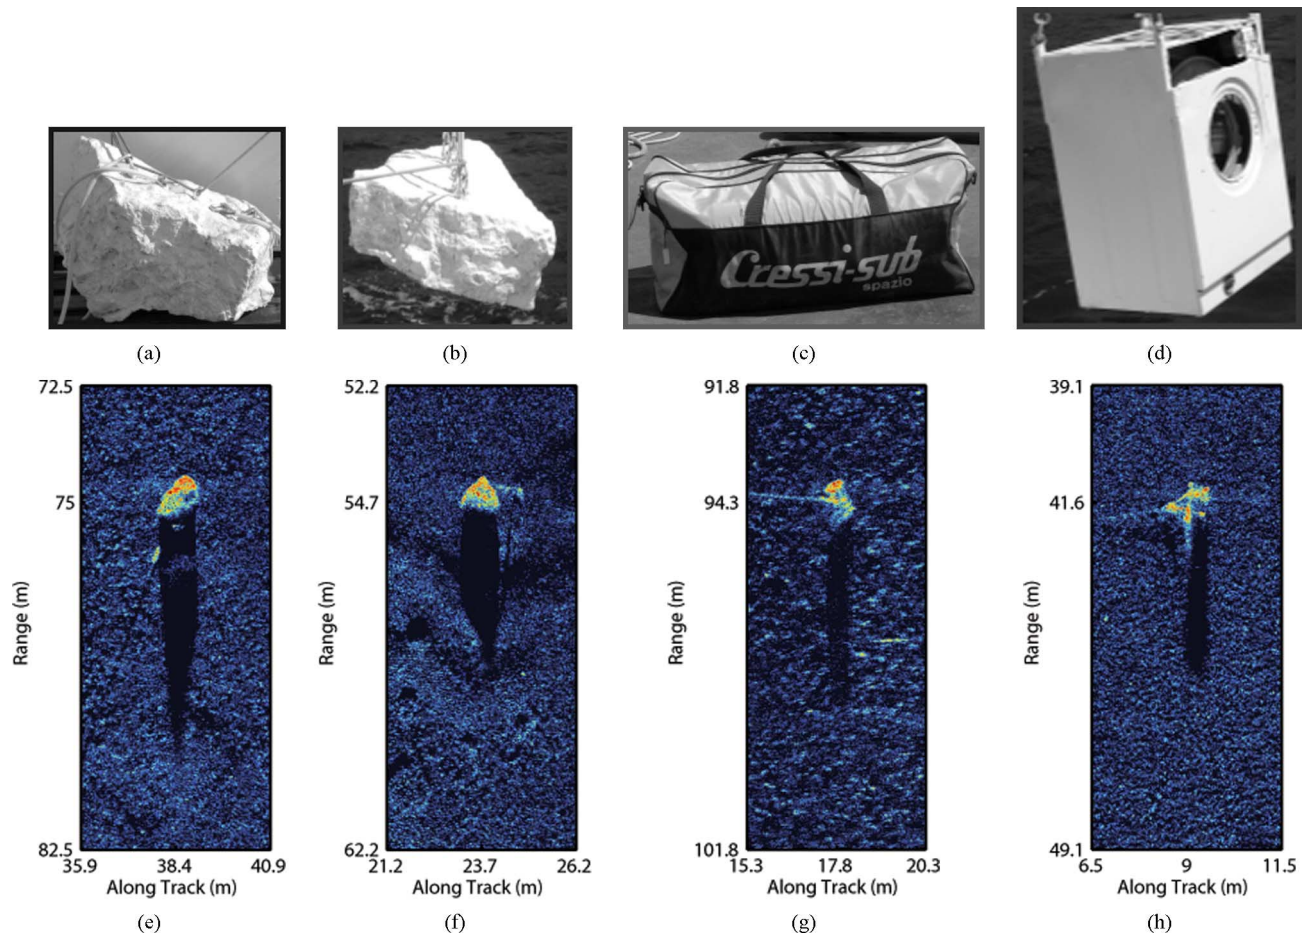 Cressi-sub
spazio
(a) (b) (c) (d)
72.5 52.2 91.8 39.1
75 54.7 94.3 41.6
Range (m) Range (m) Range (m) Range (m)
82.5 62.2 101.8 49.1
35.9 38.4 40.9 21.2 23.7 26.2 15.3 17.8 20.3 6.5 9 11.5
Along Track (m) Along Track (m) Along Track (m) Along Track (m)
(e) (f) (g) (h)